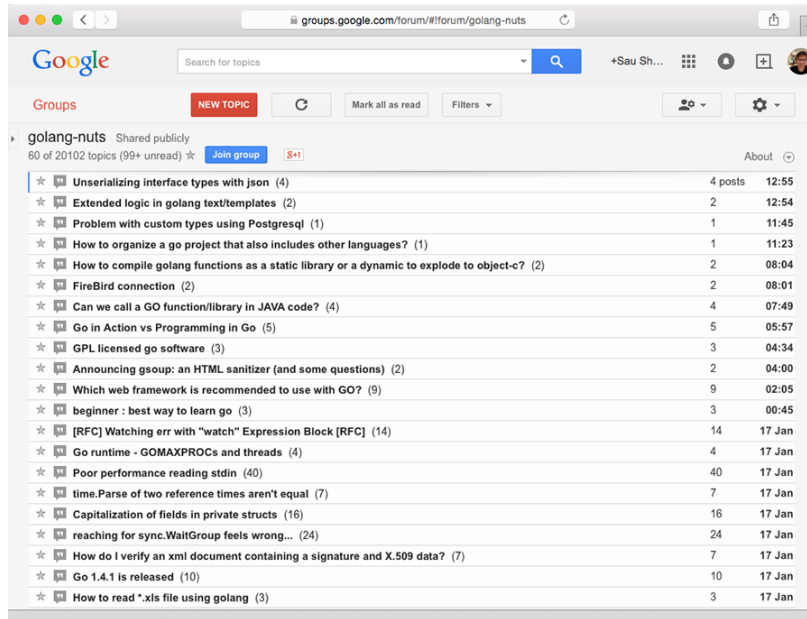 groups.google.com/forum/#!forum/golang-nuts
Google
Search for topics
+Sau Sh...
Groups
NEW TOPIC
Mark all as read
Filters
golang-nuts Shared publicly
60 of 20102 topics (99+ unread) Join group g+1
About
Unserializing interface types with json (4) 4 posts 12:55
Extended logic in golang text/templates (2) 2 12:54
Problem with custom types using Postgresql (1) 1 11:45
How to organize a go project that also includes other languages? (1) 1 11:23
How to compile golang functions as a static library or a dynamic to explode to object-c? (2) 2 08:04
FireBird connection (2) 2 08:01
Can we call a GO function/library in JAVA code? (4) 4 07:49
Go in Action vs Programming in Go (5) 5 05:57
GPL licensed go software (3) 3 04:34
Announcing gsoup: an HTML sanitizer (and some questions) (2) 2 04:00
Which web framework is recommended to use with GO? (9) 9 02:05
beginner : best way to learn go (3) 3 00:45
[RFC] Watching err with "watch" Expression Block [RFC] (14) 14 17 Jan
Go runtime - GOMAXPROCs and threads (4) 4 17 Jan
Poor performance reading stdin (40) 40 17 Jan
time.Parse of two reference times aren't equal (7) 7 17 Jan
Capitalization of fields in private structs (16) 16 17 Jan
reaching for sync.WaitGroup feels wrong... (24) 24 17 Jan
How do I verify an xml document containing a signature and X.509 data? (7) 7 17 Jan
Go 1.4.1 is released (10) 10 17 Jan
How to read *.xls file using golang (3) 3 17 Jan